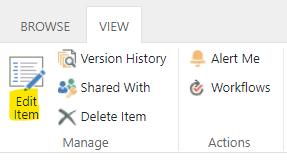 BROWSE VIEW
Edit
Item
Version History
Shared With
Delete Item
Manage
Alert Me
Workflows
Actions